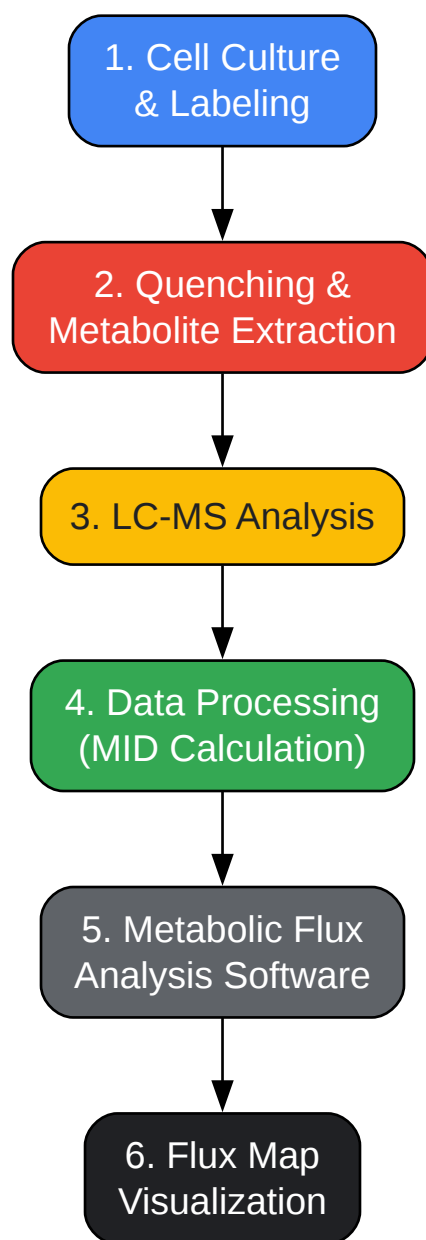 1. Cell Culture
& Labeling
2. Quenching &
Metabolite Extraction
3. LC-MS Analysis
4. Data Processing
(MID Calculation)
5. Metabolic Flux
Analysis Software
6. Flux Map
Visualization